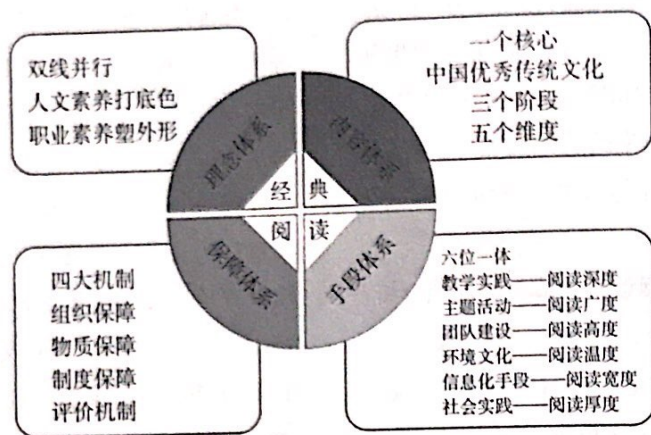 双线并行
人文素养打底色
职业素养塑外形
一个核心
中国优秀传统文化
三个阶段
五个维度
理念体系
内容体系
经典
阅读
保障体系
手段体系
四大机制
组织保障
物质保障
制度保障
评价机制
六位一体
教学实践——阅读深度
主题活动——阅读广度
团队建设——阅读高度
环境文化——阅读温度
信息化手段——阅读宽度
社会实践——阅读厚度